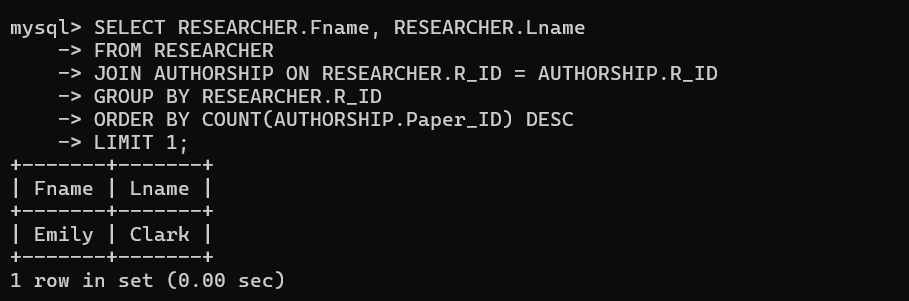 mysql> SELECT RESEARCHER.Fname, RESEARCHER.Lname
    -> FROM RESEARCHER
    -> JOIN AUTHORSHIP ON RESEARCHER.R_ID = AUTHORSHIP.R_ID
    -> GROUP BY RESEARCHER.R_ID
    -> ORDER BY COUNT(AUTHORSHIP.Paper_ID) DESC
    -> LIMIT 1;
+-------+-------+
| Fname | Lname |
+-------+-------+
| Emily | Clark |
+-------+-------+
1 row in set (0.00 sec)